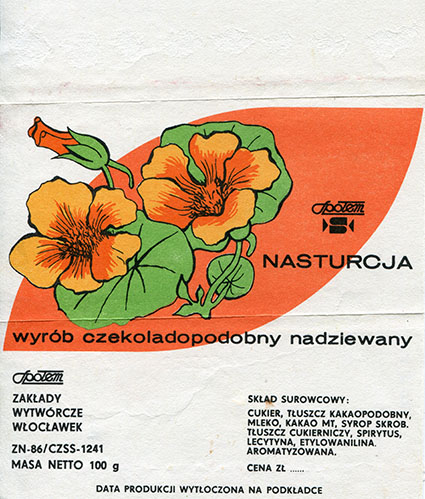 Społem
S
NASTURCJA
wyrób czekoladopodobny nadziewany
Społem
ZAKŁADY
WYTWÓRCZE
WŁOCŁAWEK
ZN-86/CZSS-1241
MASA NETTO 100 g
SKŁAD SUROWCOWY:
CUKIER, TŁUSZCZ KAKAOPODOBNY,
MLEKO, KAKAO MT, SYROP SKROB.
TŁUSZCZ CUKIERNICZY, SPIRYTUS,
LECYTYNA, ETYLOWANILINA.
AROMATYZOWANA.
CENA ZŁ ......
DATA PRODUKCJI WYTŁOCZONA NA PODKŁADCE